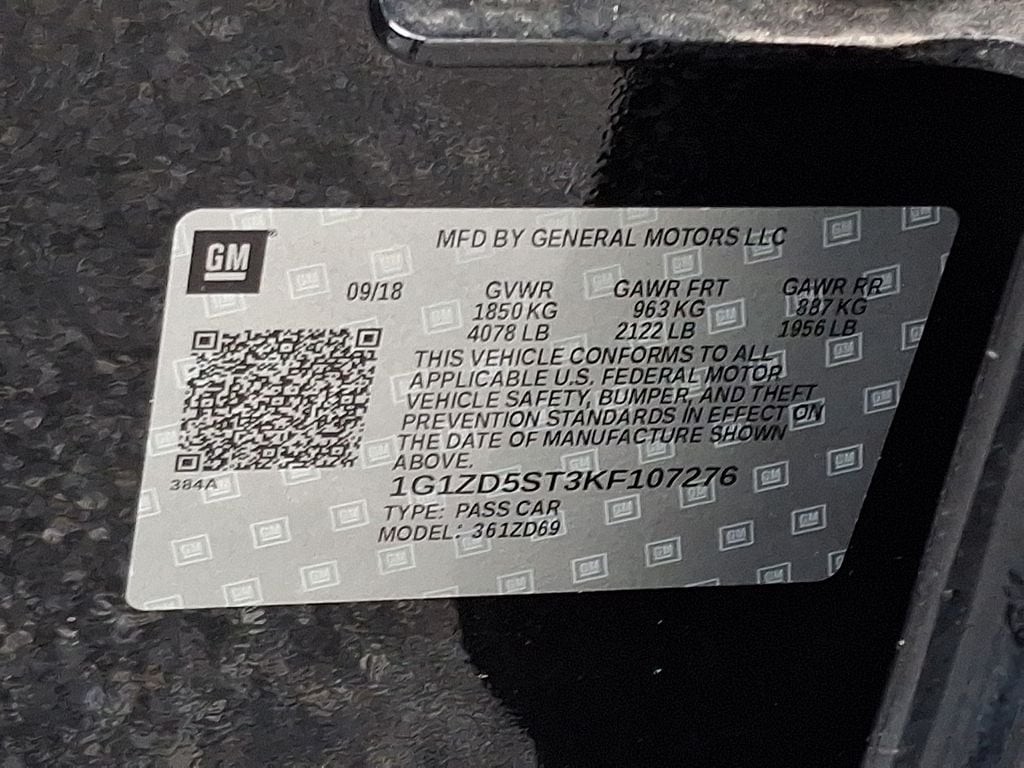 GM
MFD BY GENERAL MOTORS LLC
09/18 GVWR GAWR FRT GAWR RR
1850 KG 963 KG 887 KG
4078 LB 2122 LB 1956 LB
THIS VEHICLE CONFORMS TO ALL
APPLICABLE U.S. FEDERAL MOTOR
VEHICLE SAFETY, BUMPER, AND THEFT
PREVENTION STANDARDS IN EFFECT ON
THE DATE OF MANUFACTURE SHOWN
ABOVE.
384A
1G1ZD5ST3KF107276
TYPE: PASS CAR
MODEL: 361ZD69